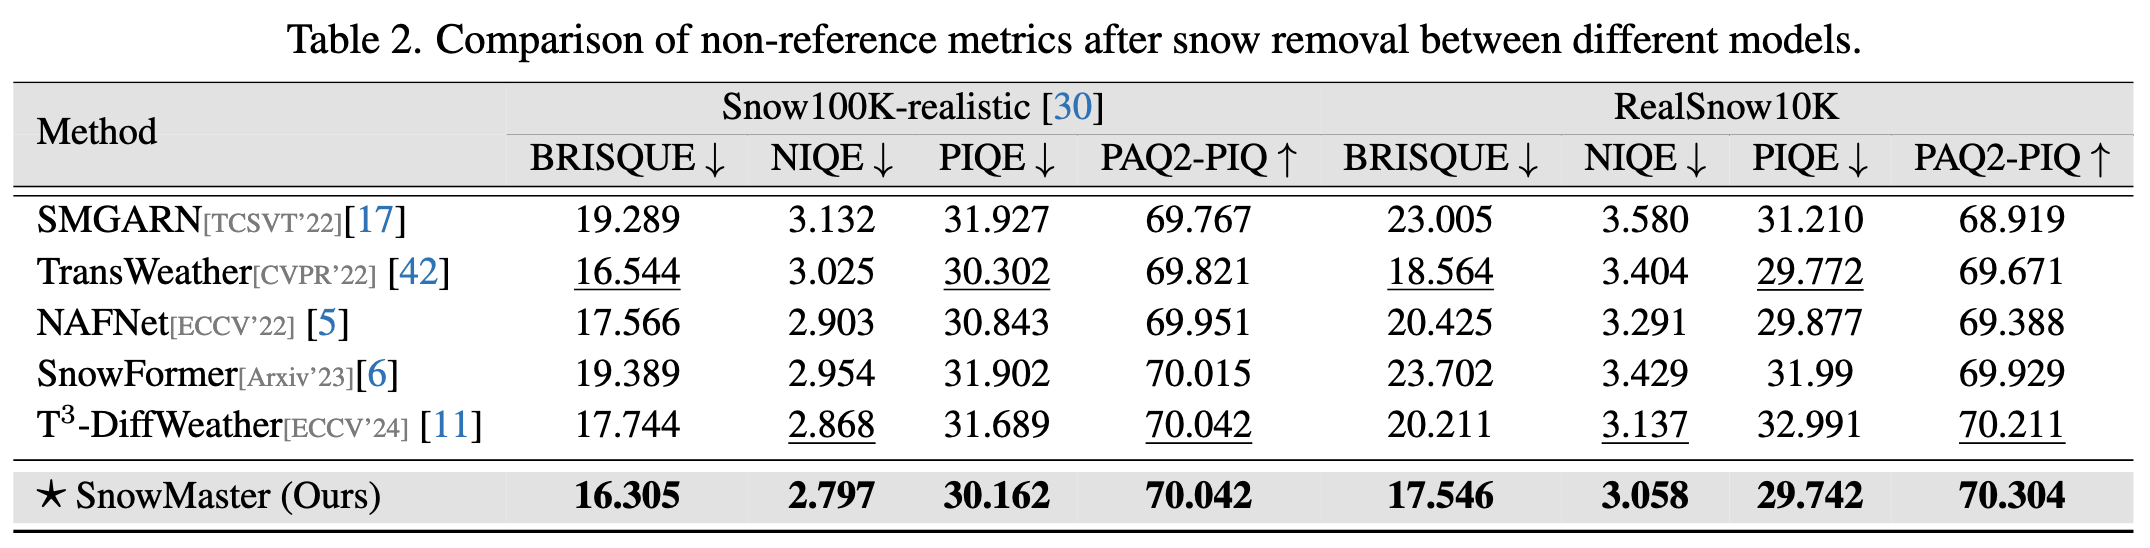 Table 2. Comparison of non-reference metrics after snow removal between different models.
Method Snow100K-realistic [30] RealSnow10K
BRISQUE ↓ NIQE ↓ PIQE ↓ PAQ2-PIQ ↑ BRISQUE ↓ NIQE ↓ PIQE ↓ PAQ2-PIQ ↑
SMGARN[TCSVT’22][17] 19.289 3.132 31.927 69.767 23.005 3.580 31.210 68.919
TransWeather[CVPR’22] [42] 16.544 3.025 30.302 69.821 18.564 3.404 29.772 69.671
NAFNet[ECCV’22] [5] 17.566 2.903 30.843 69.951 20.425 3.291 29.877 69.388
SnowFormer[Arxiv’23][6] 19.389 2.954 31.902 70.015 23.702 3.429 31.99 69.929
T³-DiffWeather[ECCV’24] [11] 17.744 2.868 31.689 70.042 20.211 3.137 32.991 70.211
★ SnowMaster (Ours) 16.305 2.797 30.162 70.042 17.546 3.058 29.742 70.304